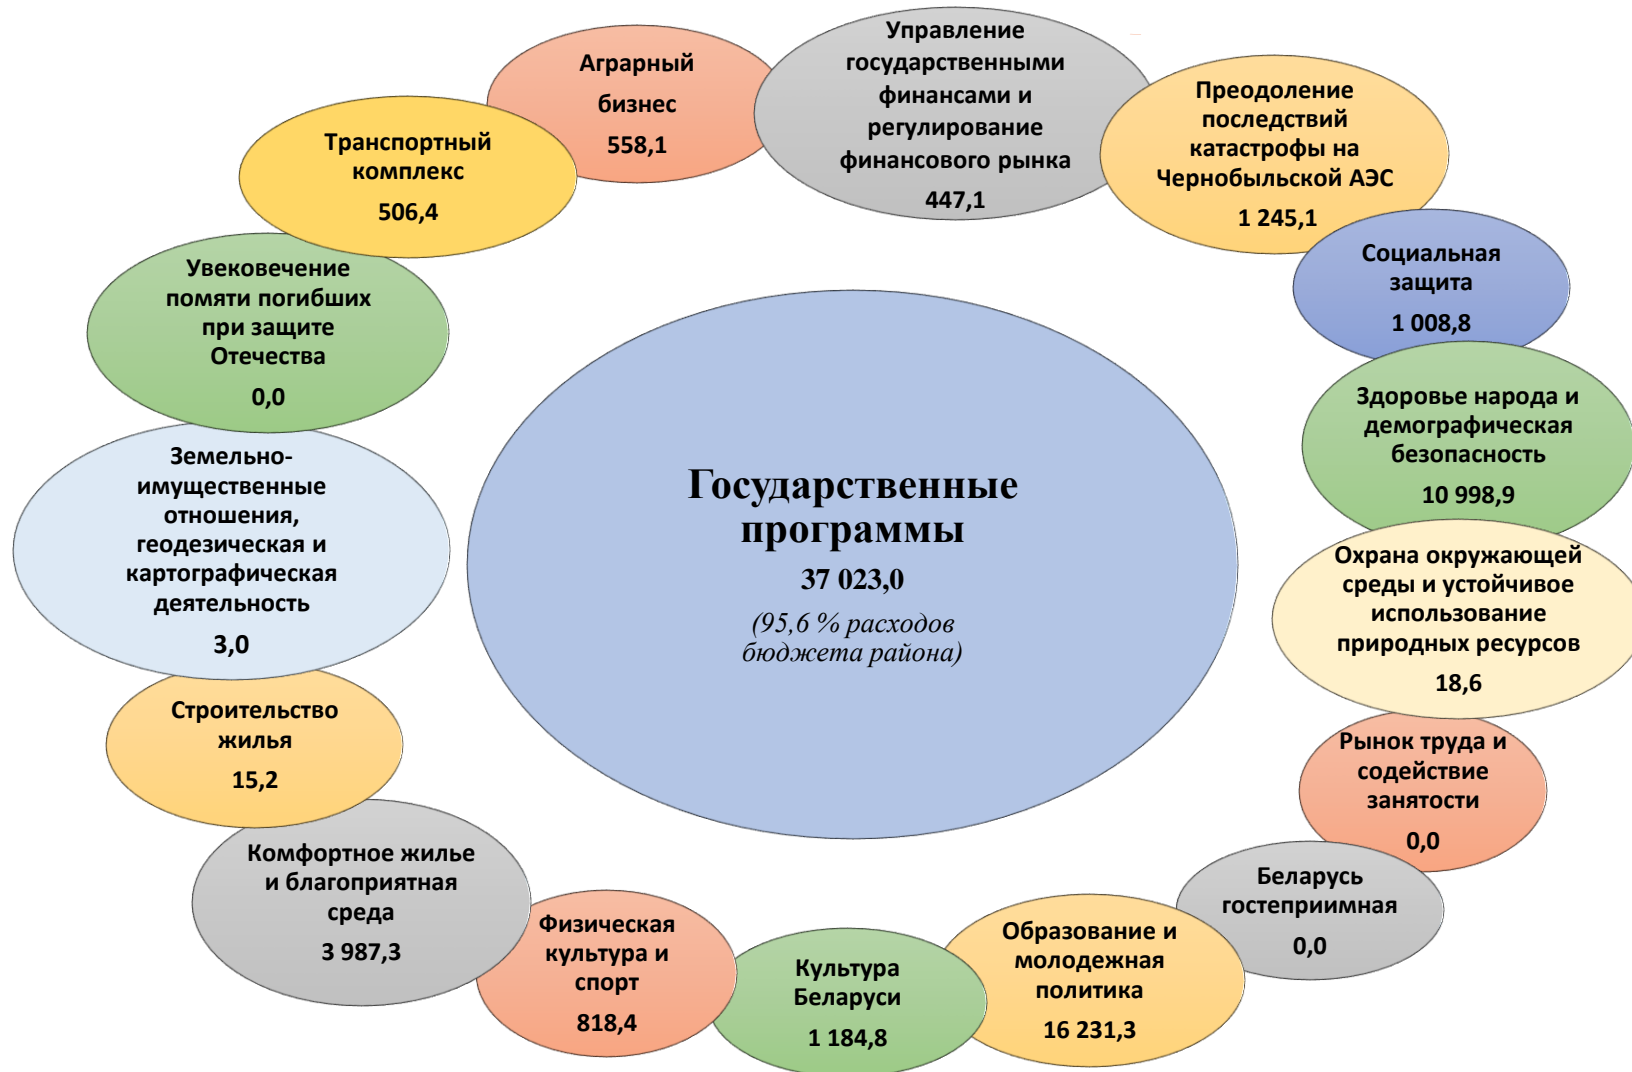 Управление
государственными
финансами и
регулирование
финансового рынка
447,1
Преодоление
последствий
катастрофы на
Чернобыльской АЭС
1 245,1
Социальная
защита
1 008,8
Здоровье народа и
демографическая
безопасность
10 998,9
Охрана окружающей
среды и устойчивое
использование
природных ресурсов
18,6
Рынок труда и
содействие
занятости
0,0
Беларусь
гостеприимная
0,0
Образование и
молодежная
политика
16 231,3
Культура
Беларуси
1 184,8
Физическая
культура и
спорт
818,4
Комфортное жилье
и благоприятная
среда
3 987,3
Строительство
жилья
15,2
Земельно-
имущественные
отношения,
геодезическая и
картографическая
деятельность
3,0
Увековечение
помяти погибших
при защите
Отечества
0,0
Транспортный
комплекс
506,4
Аграрный
бизнес
558,1
Государственные
программы
37 023,0
(95,6 % расходов
бюджета района)